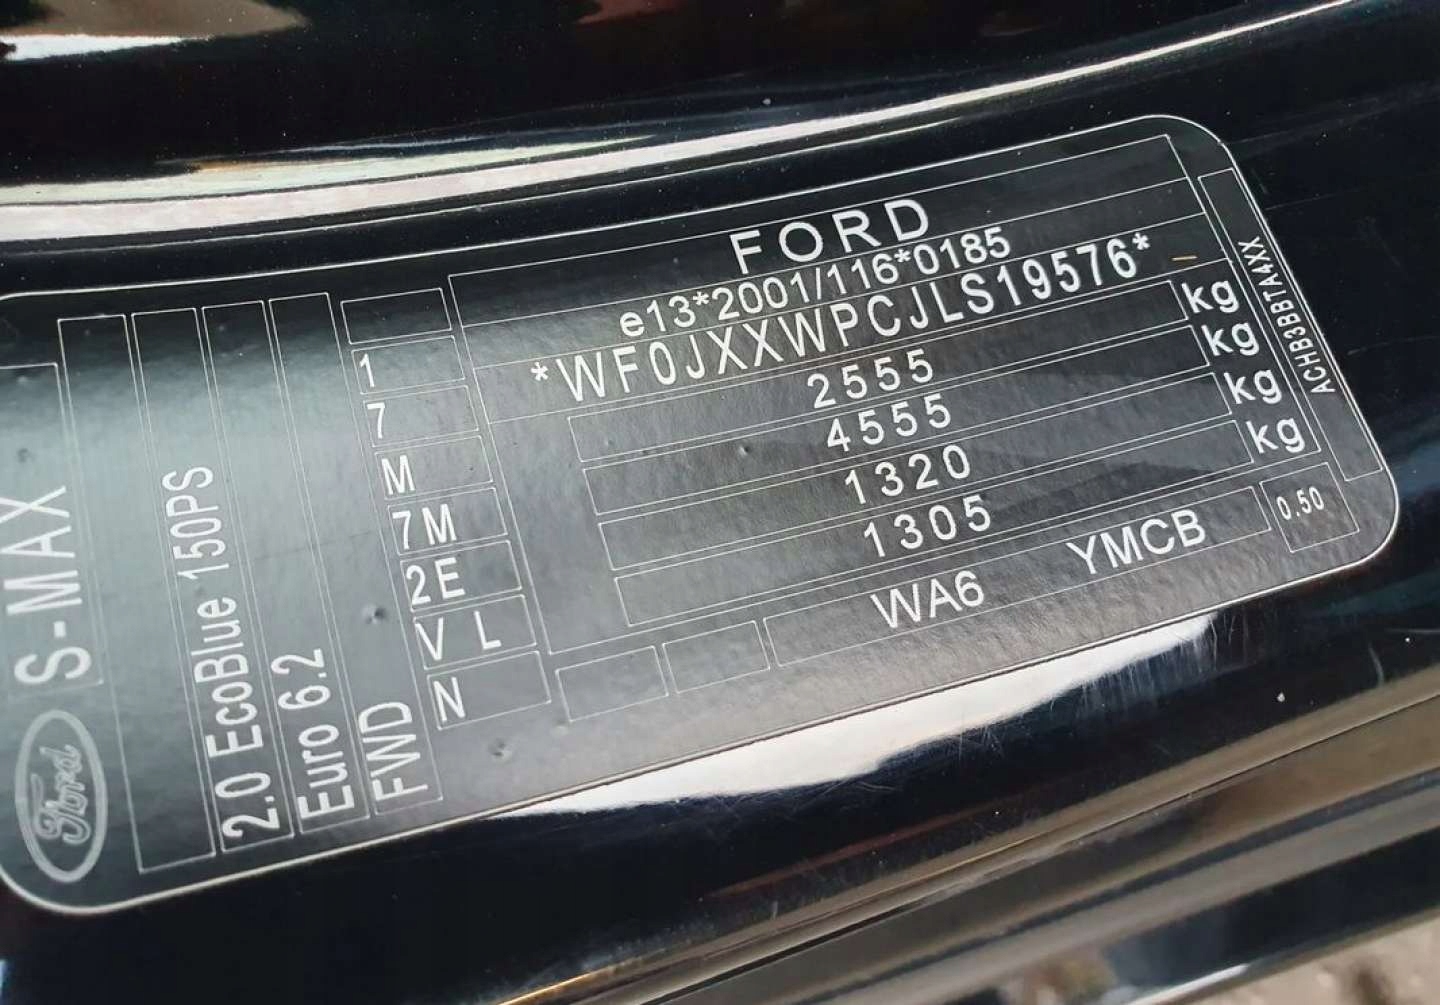 Ford
S-MAX
2.0 EcoBlue 150PS
Euro 6.2
FWD
1
7
M
7M
2E
V L
N
FORD
e13*2001/116*0185
*WF0JXXWPCJLS19576*
2555 kg
4555 kg
1320 kg
1305 kg
WA6 YMCB
0.50
ACHB3BBTA4XX